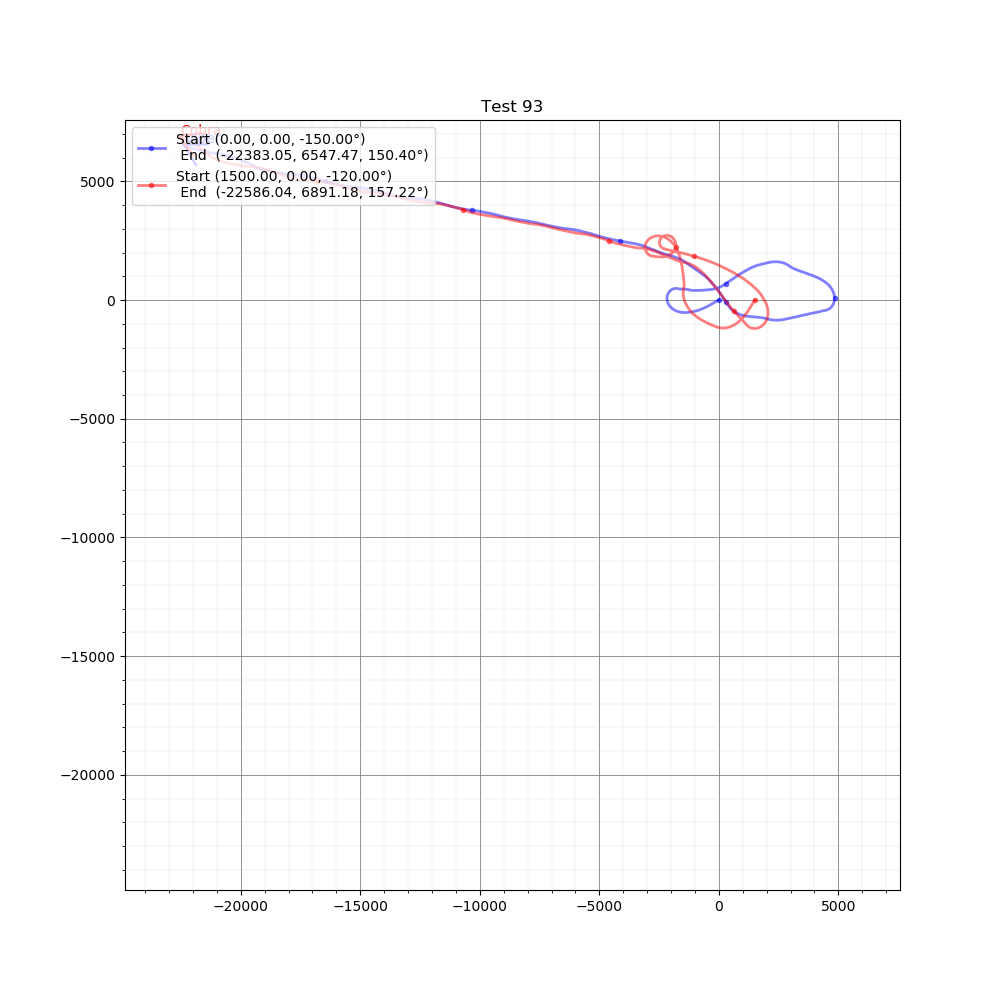 Test 93
Cobra
Start (0.00, 0.00, -150.00°)
End (-22383.05, 6547.47, 150.40°)
Start (1500.00, 0.00, -120.00°)
End (-22586.04, 6891.18, 157.22°)
5000
0
−5000
−10000
−15000
−20000
−20000
−15000
−10000
−5000
0
5000